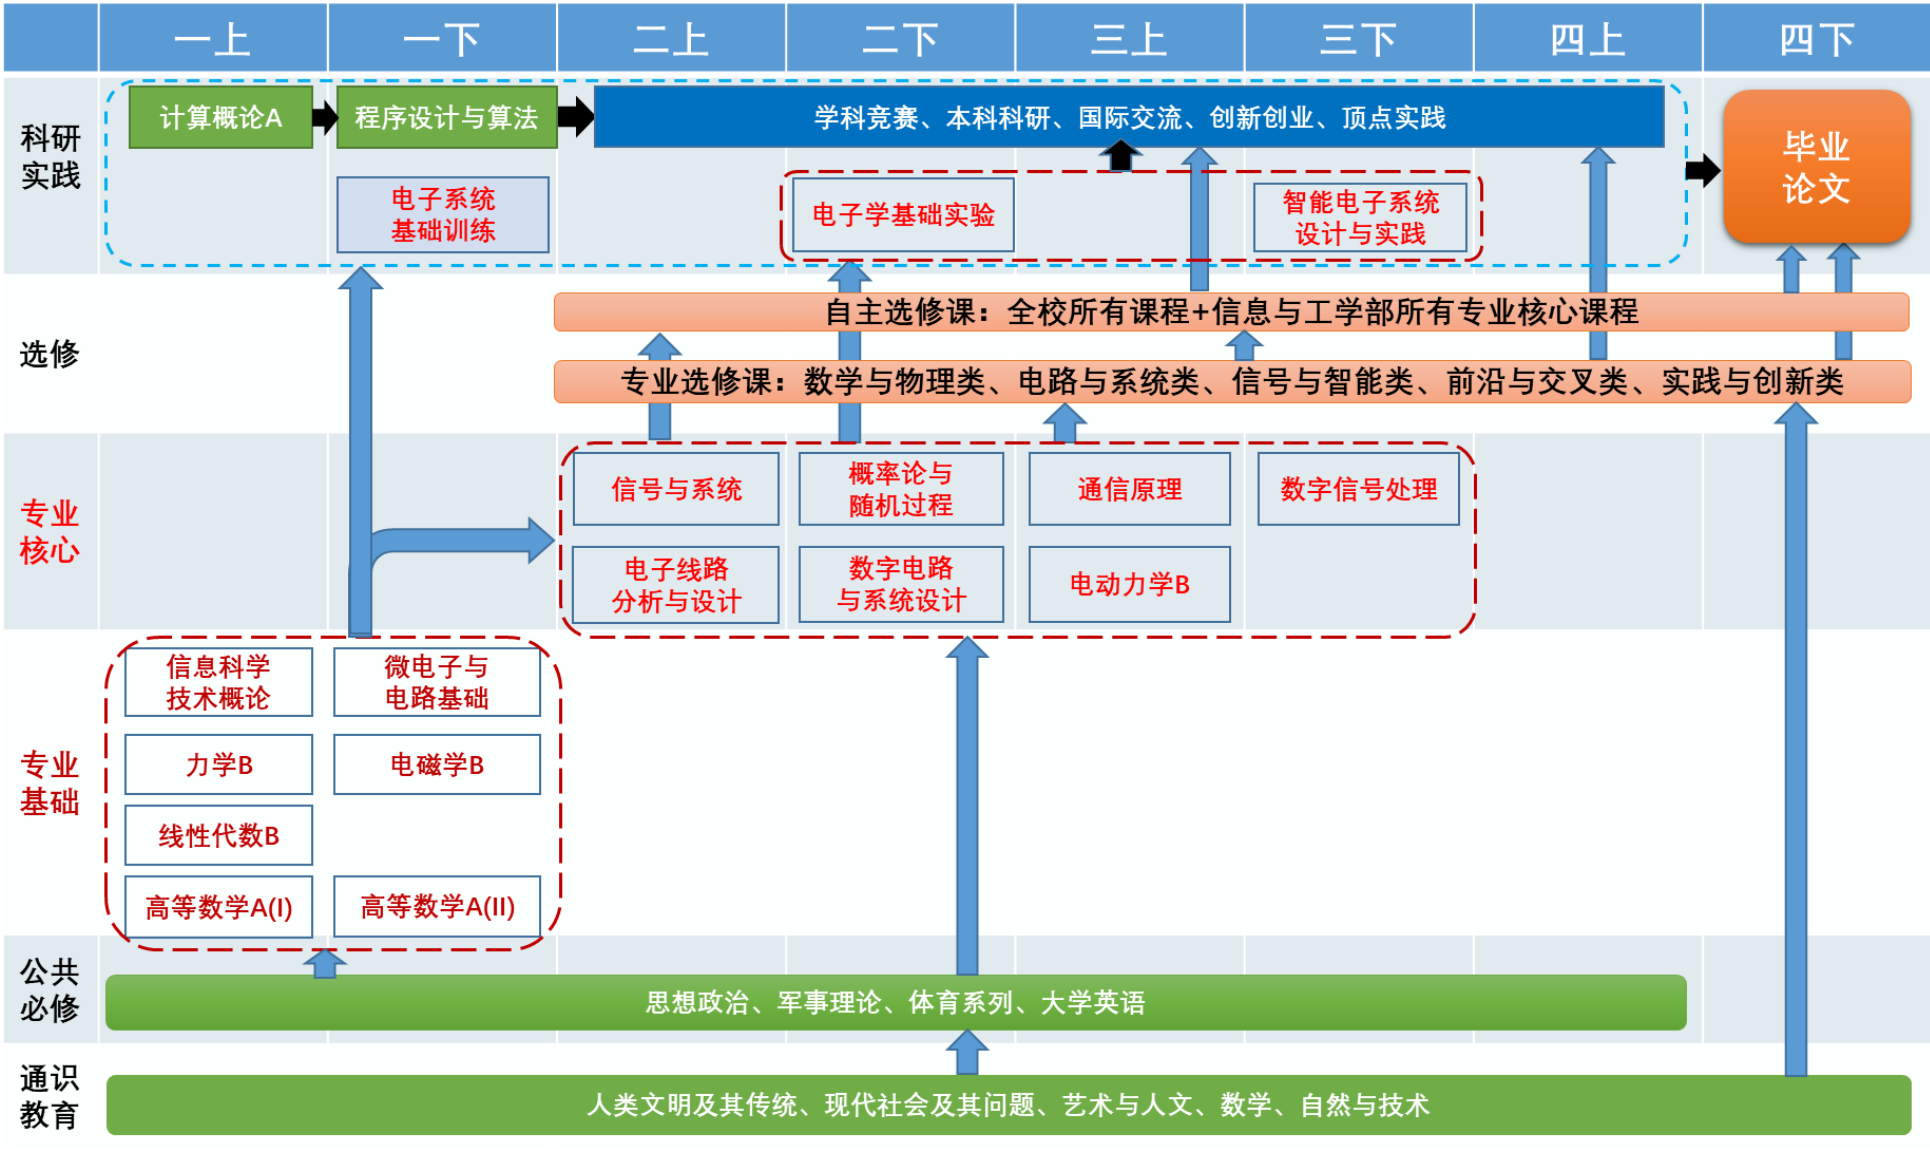 一上 一下 二上 二下 三上 三下 四上 四下
科研
实践
计算概论A
程序设计与算法
学科竞赛、本科科研、国际交流、创新创业、顶点实践
毕业
论文
电子系统
基础训练
电子学基础实验
智能电子系统
设计与实践
选修
自主选修课：全校所有课程+信息与工学部所有专业核心课程
专业选修课：数学与物理类、电路与系统类、信号与智能类、前沿与交叉类、实践与创新类
专业
核心
信号与系统
概率论与
随机过程
通信原理
数字信号处理
电子线路
分析与设计
数字电路
与系统设计
电动力学B
专业
基础
信息科学
技术概论
微电子与
电路基础
力学B
电磁学B
线性代数B
高等数学A(I)
高等数学A(II)
公共
必修
思想政治、军事理论、体育系列、大学英语
通识
教育
人类文明及其传统、现代社会及其问题、艺术与人文、数学、自然与技术